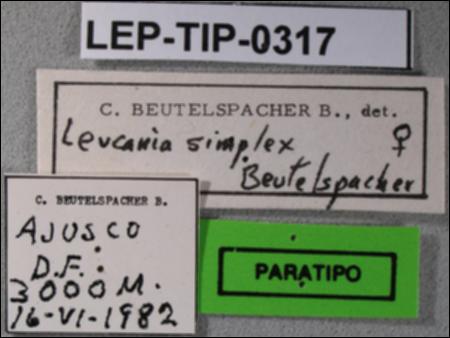 LEP-TIP-0317
C. BEUTELSPACHER B., det.
Leucania simplex ♀
Beutelspacher
C. BEUTELSPACHER B.
AJUSCO
D.F.
3000 M.
16-VI-1982
PARATIPO